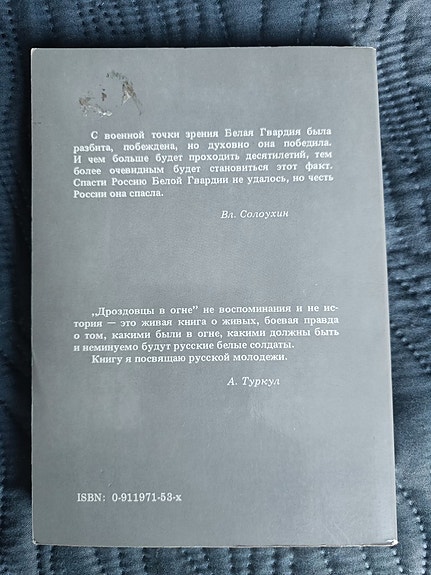 С военной точки зрения Белая Гвардия была
разбита, побеждена, но духовно она победила.
И чем больше будет проходить десятилетий, тем
более очевидным будет становиться этот факт.
Спасти Россию Белой Гвардии не удалось, но честь
России она спасла.
Вл. Солоухин
„Дроздовцы в огне" не воспоминания и не ис-
тория — это живая книга о живых, боевая правда
о том, какими были в огне, какими должны быть
и неминуемо будут русские белые солдаты.
Книгу я посвящаю русской молодежи.
А. Туркул
ISBN: 0-911971-53-x